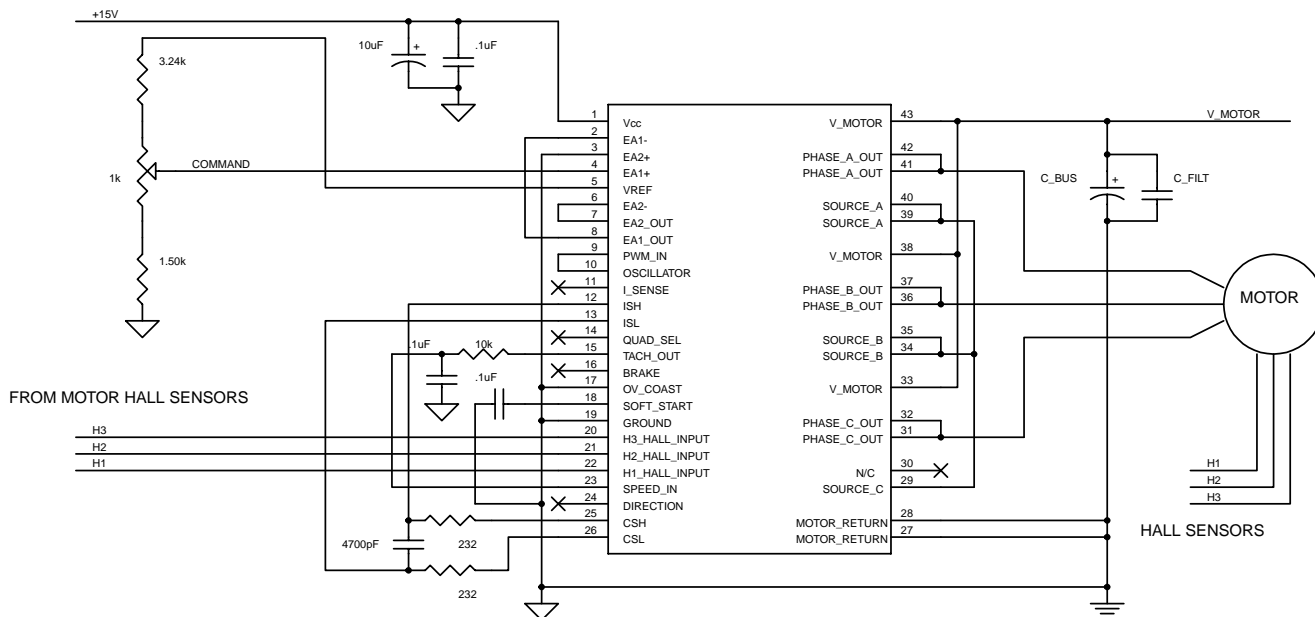 +15V
10uF
+
.1uF
3.24k
COMMAND
1k
1.50k
1 Vcc
2 EA1-
3 EA2+
4 EA1+
5 VREF
6 EA2-
7 EA2_OUT
8 EA1_OUT
9 PWM_IN
10 OSCILLATOR
11 I_SENSE
12 ISH
13 ISL
14 QUAD_SEL
15 TACH_OUT
16 BRAKE
17 OV_COAST
18 SOFT_START
19 GROUND
20 H3_HALL_INPUT
21 H2_HALL_INPUT
22 H1_HALL_INPUT
23 SPEED_IN
24 DIRECTION
25 CSH
26 CSL
V_MOTOR 43
PHASE_A_OUT 42
PHASE_A_OUT 41
SOURCE_A 40
SOURCE_A 39
V_MOTOR 38
PHASE_B_OUT 37
PHASE_B_OUT 36
SOURCE_B 35
SOURCE_B 34
V_MOTOR 33
PHASE_C_OUT 32
PHASE_C_OUT 31
N/C 30
SOURCE_C 29
MOTOR_RETURN 28
MOTOR_RETURN 27
V_MOTOR
C_BUS
+
C_FILT
MOTOR
H1
H2
H3
HALL SENSORS
.1uF
10k
.1uF
FROM MOTOR HALL SENSORS
H3
H2
H1
4700pF
232
232